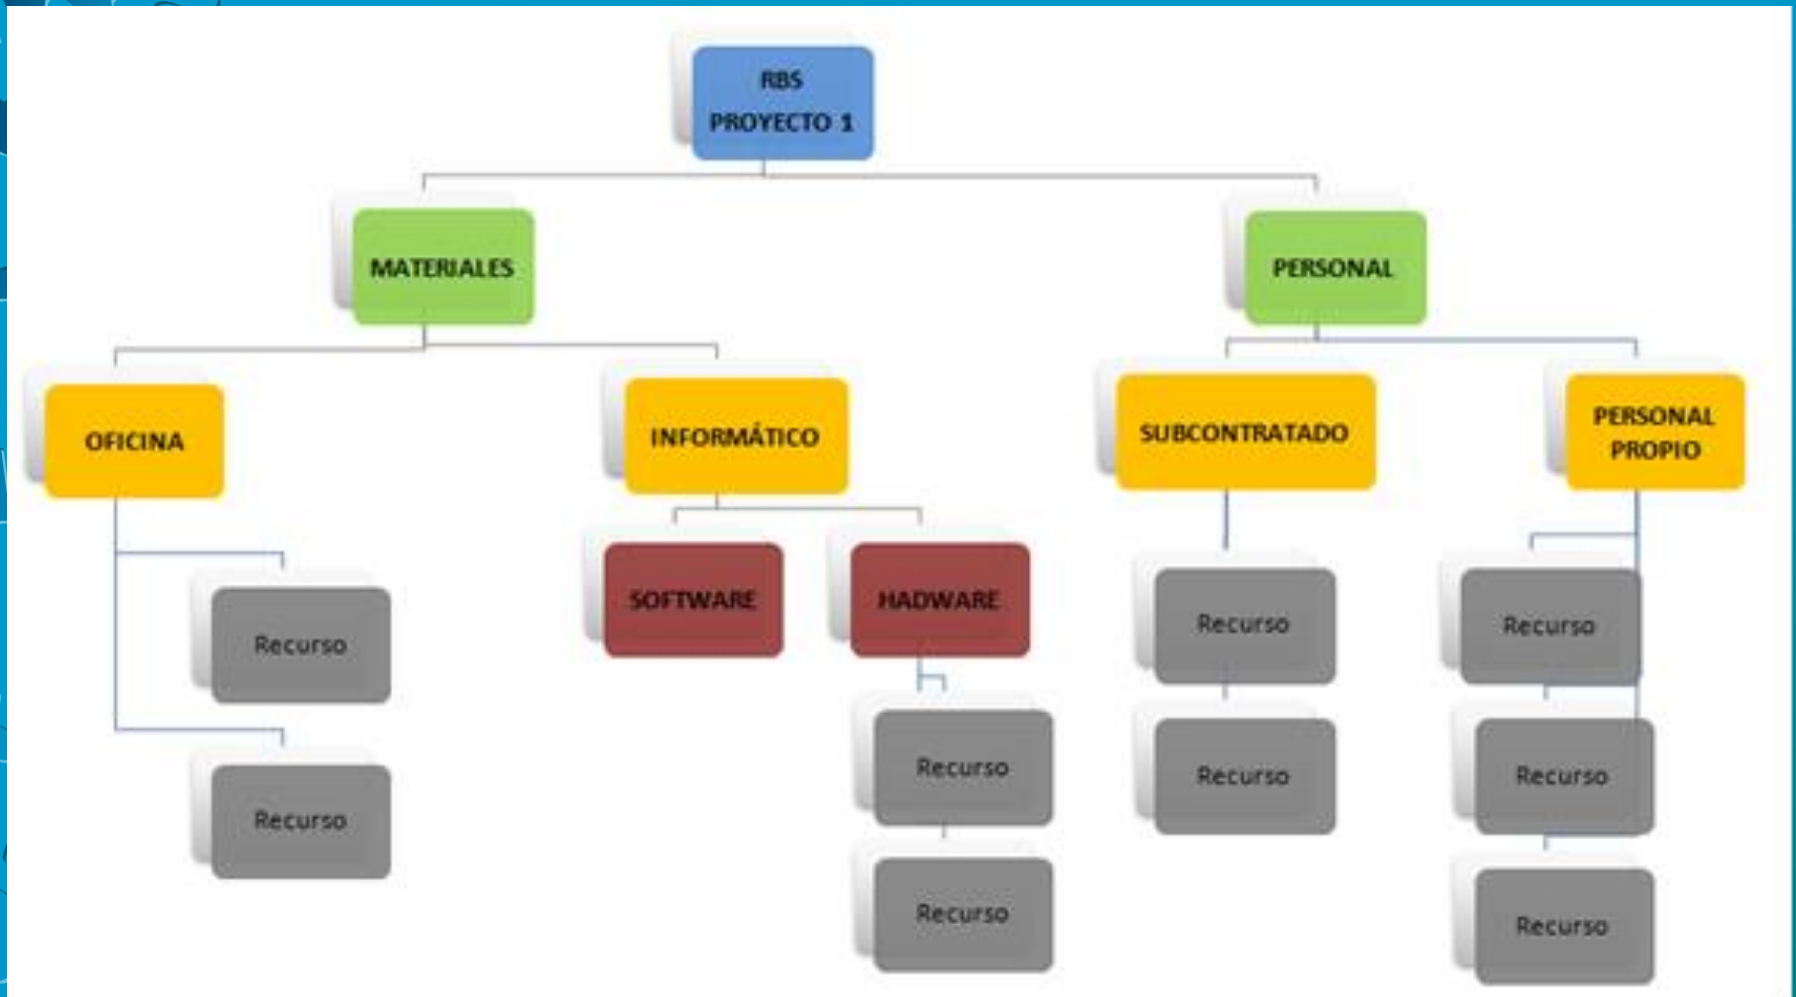 RBS
PROYECTO 1
MATERIALES
PERSONAL
OFICINA
INFORMÁTICO
SUBCONTRATADO
PERSONAL
PROPIO
SOFTWARE
HADWARE
Recurso
Recurso
Recurso
Recurso
Recurso
Recurso
Recurso
Recurso
Recurso